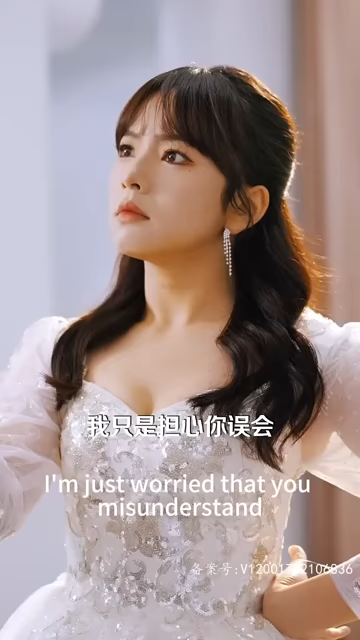 我只是担心你误会
I'm just worried that you
misunderstand